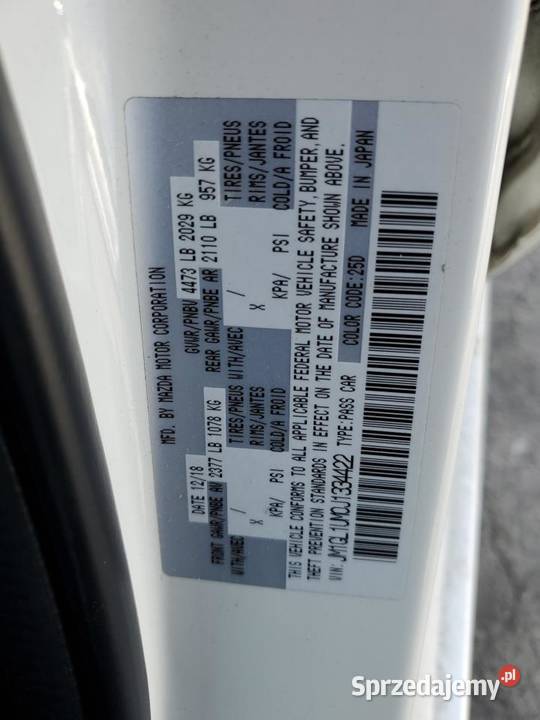 MFD. BY MAZDA MOTOR CORPORATION
DATE 12/18 GVWR/PNBV 4473 LB 2029 KG
FRONT GAWR/PNBE AV 2377 LB 1078 KG REAR GAWR/PNBE AR 2110 LB 957 KG
WITH/AVEC TIRES/PNEUS WITH/AVEC TIRES/PNEUS
X / RIMS/JANTES X / RIMS/JANTES
KPA/ PSI COLD/A FROID KPA/ PSI COLD/A FROID
THIS VEHICLE CONFORMS TO ALL APPLICABLE FEDERAL MOTOR VEHICLE SAFETY, BUMPER, AND
THEFT PREVENTION STANDARDS IN EFFECT ON THE DATE OF MANUFACTURE SHOWN ABOVE.
VIN: JM1GL1UM0J1334422 TYPE:PASS CAR COLOR CODE:25D MADE IN JAPAN
Sprzedajemy.pl